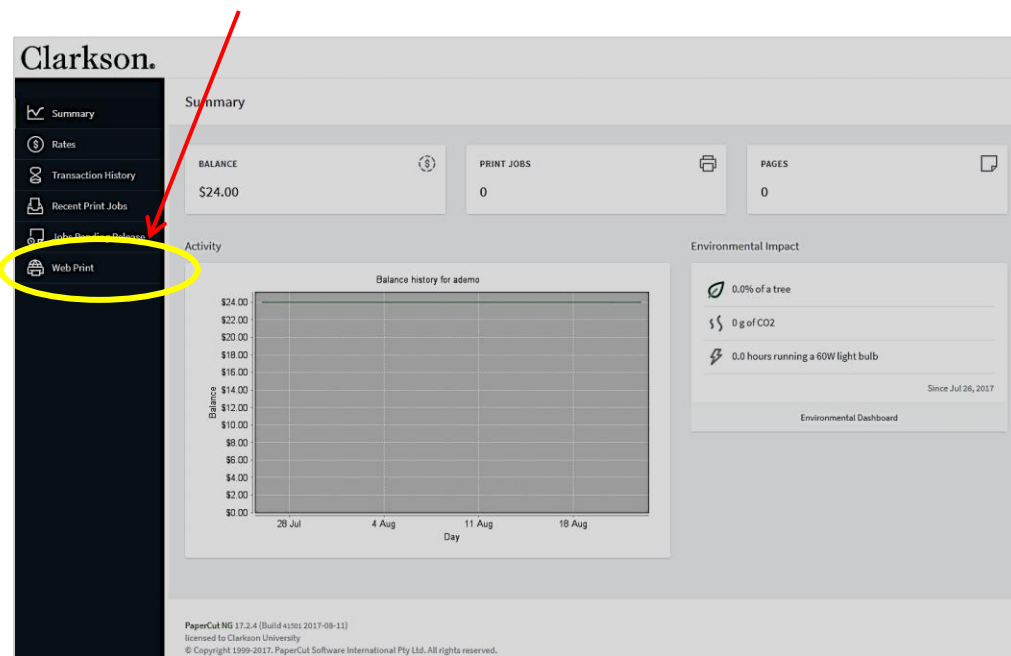 Clarkson.
Summary
Rates
Transaction History
Recent Print Jobs
Jobs Pending Release
Web Print
Summary
BALANCE
$24.00
PRINT JOBS
0
PAGES
0
Activity
Balance history for ademo
$24.00
$22.00
$20.00
$18.00
$16.00
$14.00
$12.00
$10.00
$8.00
$6.00
$4.00
$2.00
$0.00
Balance
28 Jul 4 Aug 11 Aug 18 Aug
Day
Environmental Impact
0.0% of a tree
0 g of CO2
0.0 hours running a 60W light bulb
Since Jul 26, 2017
Environmental Dashboard
PaperCut NG 17.2.4 (Build 41501 2017-08-11)
licensed to Clarkson University
© Copyright 1999-2017. PaperCut Software International Pty Ltd. All rights reserved.